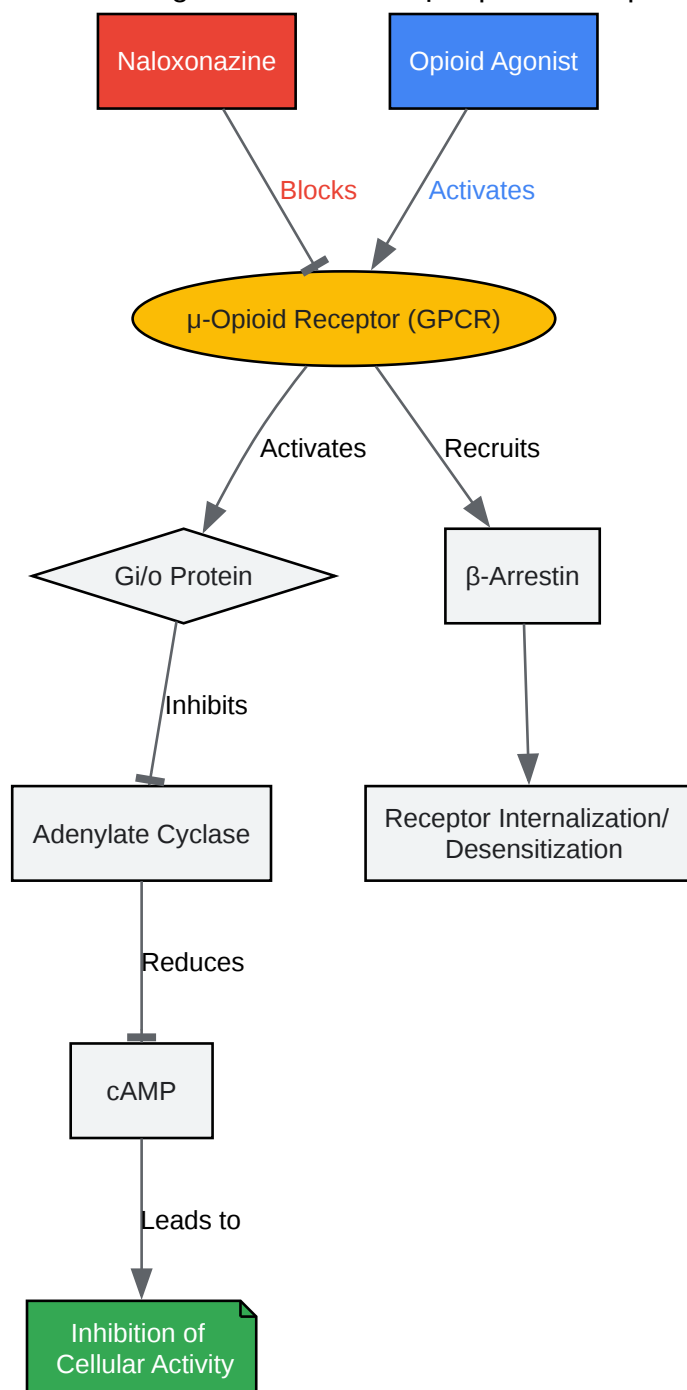 Naloxonazine
Opioid Agonist
Blocks
Activates
μ-Opioid Receptor (GPCR)
Activates
Recruits
Gi/o Protein
β-Arrestin
Inhibits
Adenylate Cyclase
Receptor Internalization/
Desensitization
Reduces
cAMP
Leads to
Inhibition of
Cellular Activity